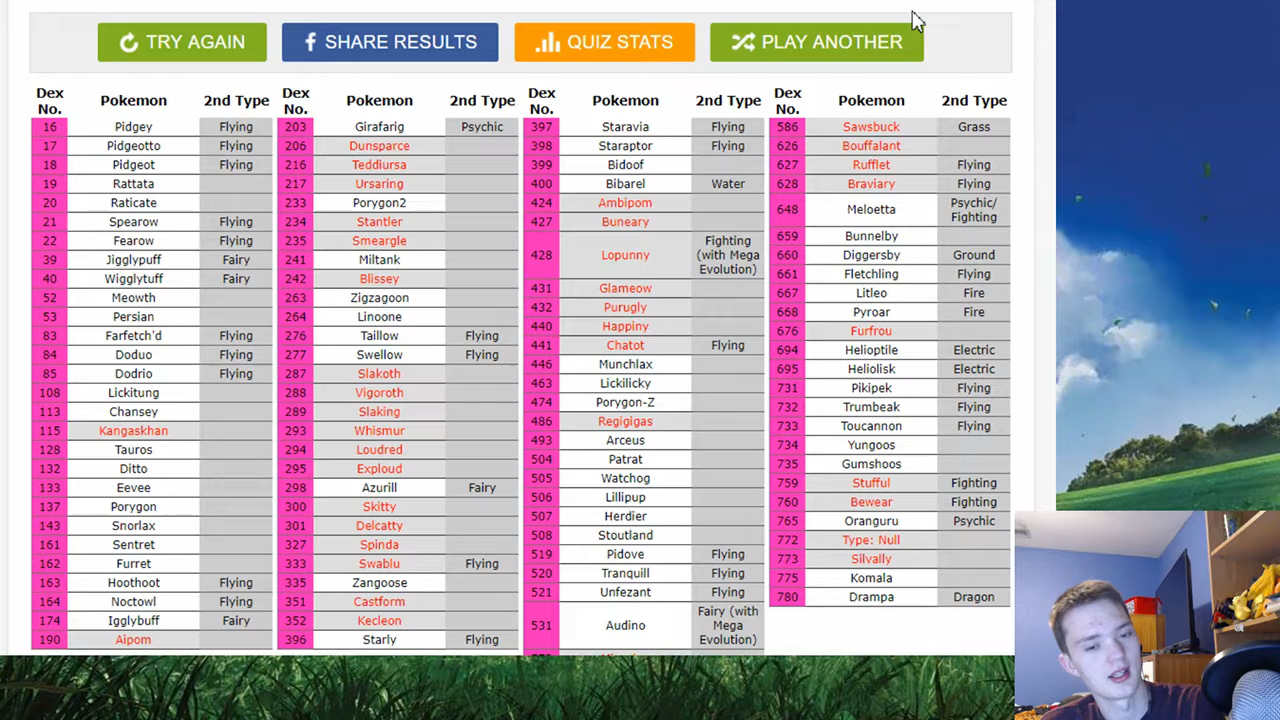 TRY AGAIN
SHARE RESULTS
QUIZ STATS
PLAY ANOTHER
Dex No. Pokemon 2nd Type
16 Pidgey Flying
17 Pidgeotto Flying
18 Pidgeot Flying
19 Rattata
20 Raticate
21 Spearow Flying
22 Fearow Flying
39 Jigglypuff Fairy
40 Wigglytuff Fairy
52 Meowth
53 Persian
83 Farfetch'd Flying
84 Doduo Flying
85 Dodrio Flying
108 Lickitung
113 Chansey
115 Kangaskhan
128 Tauros
132 Ditto
133 Eevee
137 Porygon
143 Snorlax
161 Sentret
162 Furret
163 Hoothoot Flying
164 Noctowl Flying
174 Igglybuff Fairy
190 Aipom
Dex No. Pokemon 2nd Type
203 Girafarig Psychic
206 Dunsparce
216 Teddiursa
217 Ursaring
233 Porygon2
234 Stantler
235 Smeargle
241 Miltank
242 Blissey
263 Zigzagoon
264 Linoone
276 Taillow Flying
277 Swellow Flying
287 Slakoth
288 Vigoroth
289 Slaking
293 Whismur
294 Loudred
295 Exploud
298 Azurill Fairy
300 Skitty
301 Delcatty
327 Spinda
333 Swablu Flying
335 Zangoose
351 Castform
352 Kecleon
396 Starly Flying
Dex No. Pokemon 2nd Type
397 Staravia Flying
398 Staraptor Flying
399 Bidoof
400 Bibarel Water
424 Ambipom
427 Buneary
428 Lopunny Fighting (with Mega Evolution)
431 Glameow
432 Purugly
440 Happiny
441 Chatot Flying
446 Munchlax
463 Lickilicky
474 Porygon-Z
486 Regigigas
493 Arceus
504 Patrat
505 Watchog
506 Lillipup
507 Herdier
508 Stoutland
519 Pidove Flying
520 Tranquill Flying
521 Unfezant Flying
531 Audino Fairy (with Mega Evolution)
Dex No. Pokemon 2nd Type
586 Sawsbuck Grass
626 Bouffalant
627 Rufflet Flying
628 Braviary Flying
648 Meloetta Psychic/ Fighting
659 Bunnelby
660 Diggersby Ground
661 Fletchling Flying
667 Litleo Fire
668 Pyroar Fire
676 Furfrou
694 Helioptile Electric
695 Heliolisk Electric
731 Pikipek Flying
732 Trumbeak Flying
733 Toucannon Flying
734 Yungoos
735 Gumshoos
759 Stufful Fighting
760 Bewear Fighting
765 Oranguru Psychic
772 Type: Null
773 Silvally
775 Komala
780 Drampa Dragon